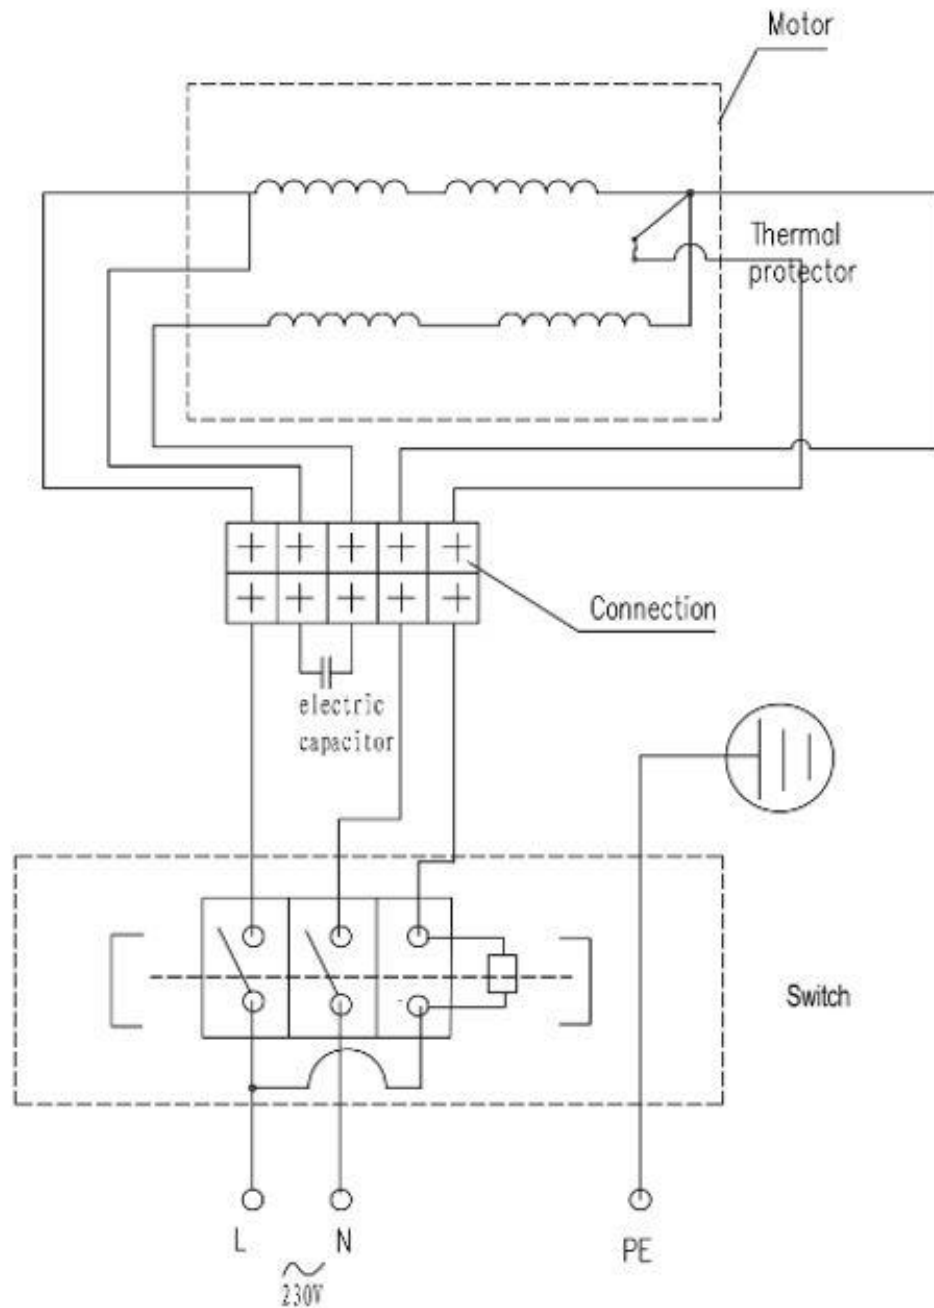 Motor
Thermal
protector
Connection
electric
capacitor
Switch
L
N
PE
230V